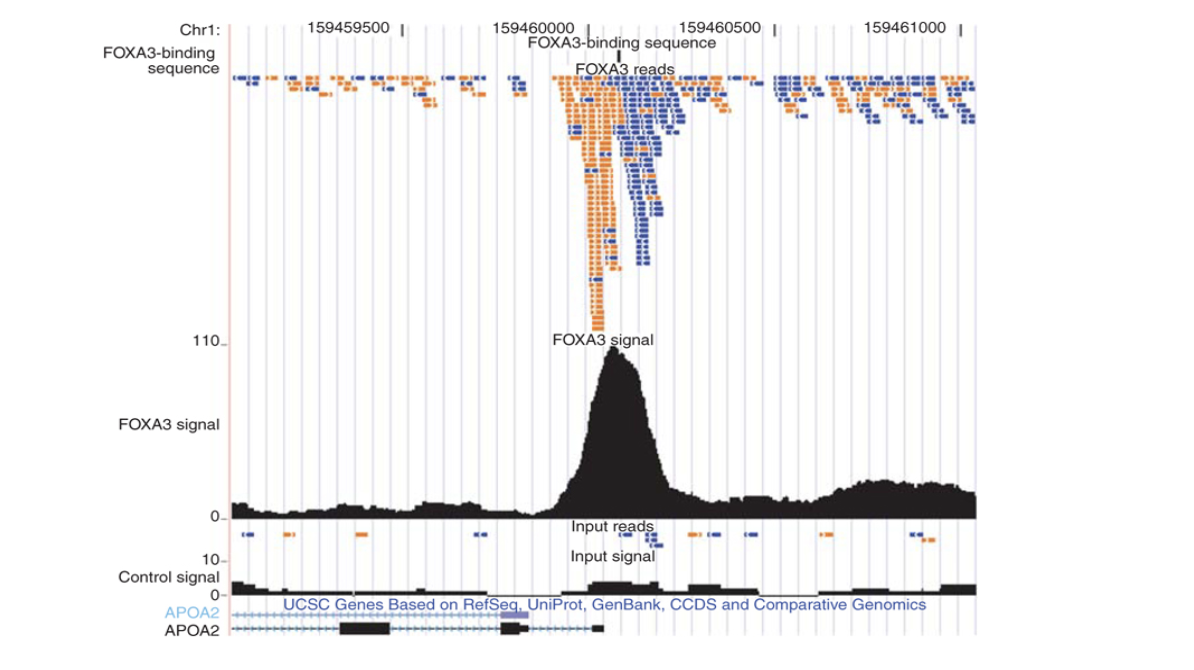 Chr1: 159459500 159460000 159460500 159461000
FOXA3-binding sequence
FOXA3-binding
sequence
FOXA3 reads
110
FOXA3 signal
FOXA3 signal
0
Input reads
10
Input signal
Control signal
0
UCSC Genes Based on RefSeq, UniProt, GenBank, CCDS and Comparative Genomics
APOA2
APOA2